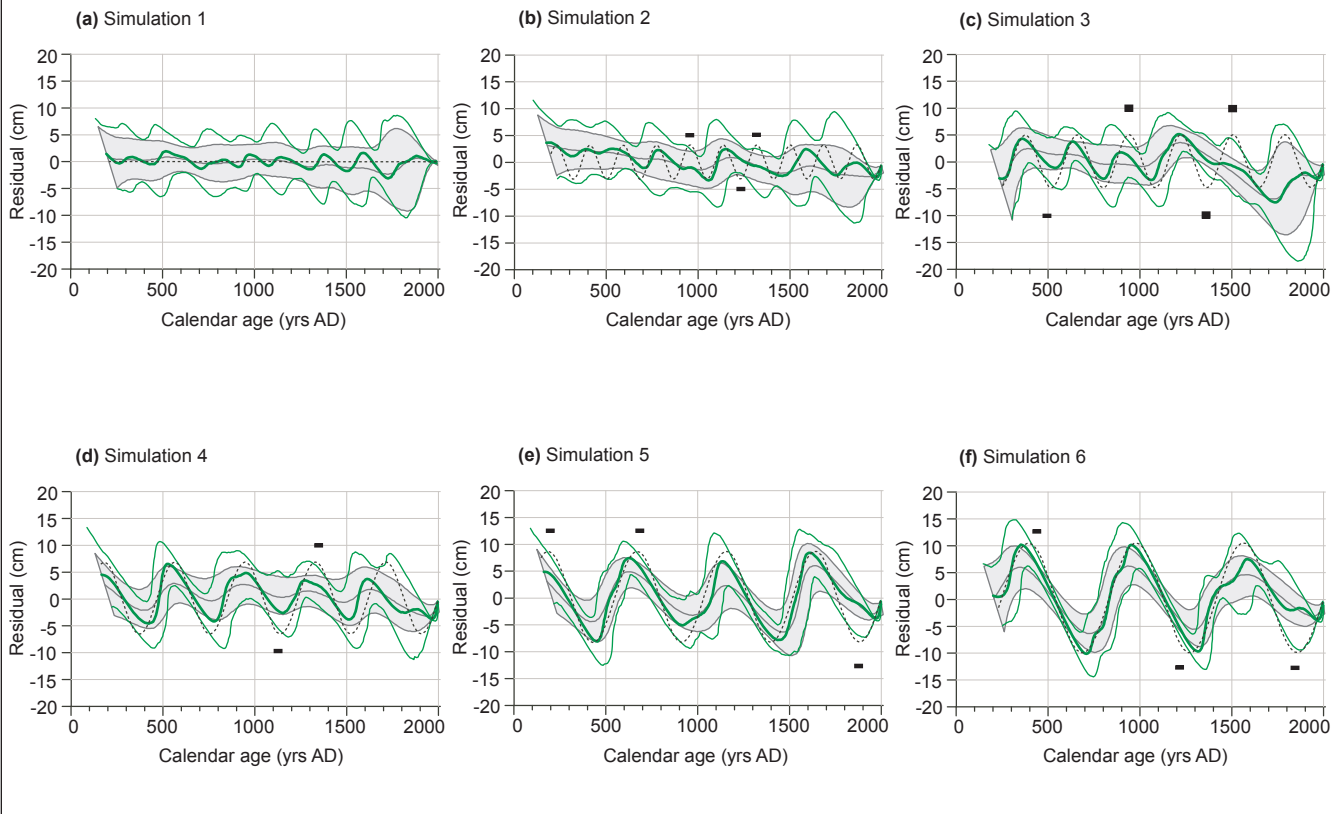 (a) Simulation 1
(b) Simulation 2
(c) Simulation 3
20
15
10
5
0
-5
-10
-15
-20
Residual (cm)
0 500 1000 1500 2000
Calendar age (yrs AD)
20
15
10
5
0
-5
-10
-15
-20
Residual (cm)
0 500 1000 1500 2000
Calendar age (yrs AD)
20
15
10
5
0
-5
-10
-15
-20
Residual (cm)
0 500 1000 1500 2000
Calendar age (yrs AD)
(d) Simulation 4
(e) Simulation 5
(f) Simulation 6
20
15
10
5
0
-5
-10
-15
-20
Residual (cm)
0 500 1000 1500 2000
Calendar age (yrs AD)
20
15
10
5
0
-5
-10
-15
-20
Residual (cm)
0 500 1000 1500 2000
Calendar age (yrs AD)
20
15
10
5
0
-5
-10
-15
-20
Residual (cm)
0 500 1000 1500 2000
Calendar age (yrs AD)